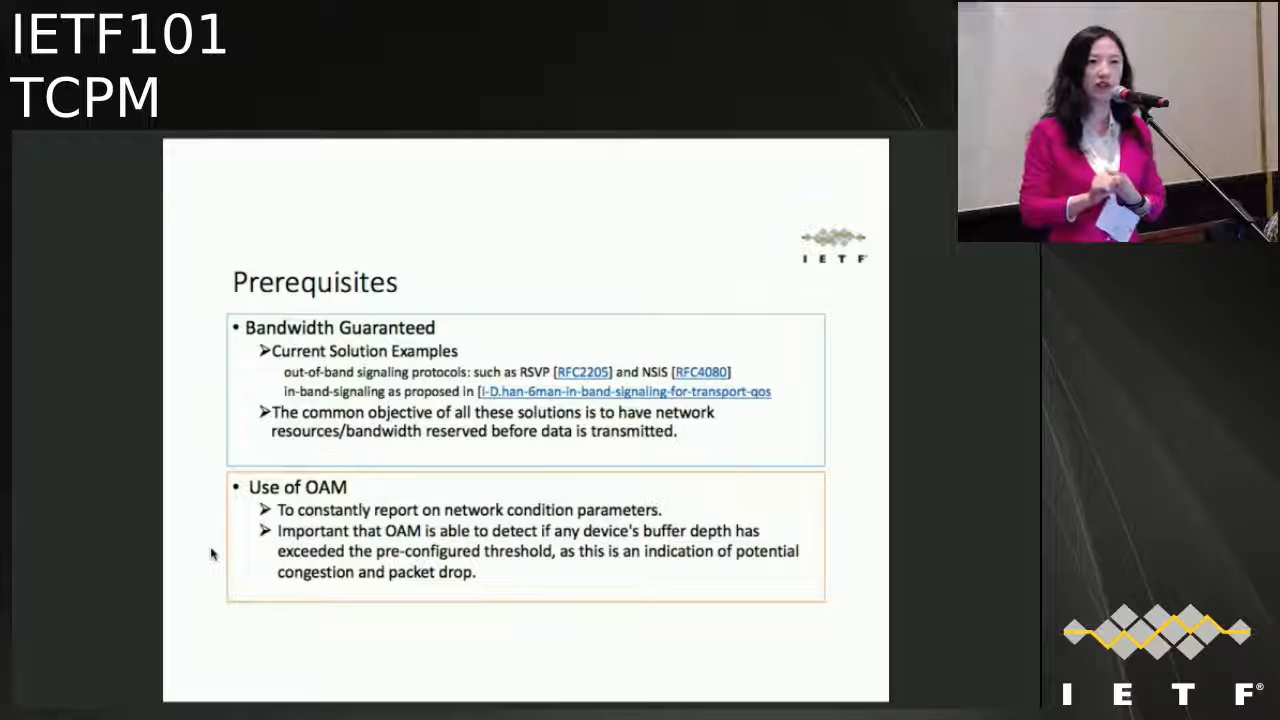 IETF101
TCPM
I E T F
Prerequisites
• Bandwidth Guaranteed
➢Current Solution Examples
out-of-band signaling protocols: such as RSVP [RFC2205] and NSIS [RFC4080]
in-band-signaling as proposed in [I-D.han-6man-in-band-signaling-for-transport-qos
➢The common objective of all these solutions is to have network
resources/bandwidth reserved before data is transmitted.
• Use of OAM
➢ To constantly report on network condition parameters.
➢ Important that OAM is able to detect if any device's buffer depth has
exceeded the pre-configured threshold, as this is an indication of potential
congestion and packet drop.
I E T F®